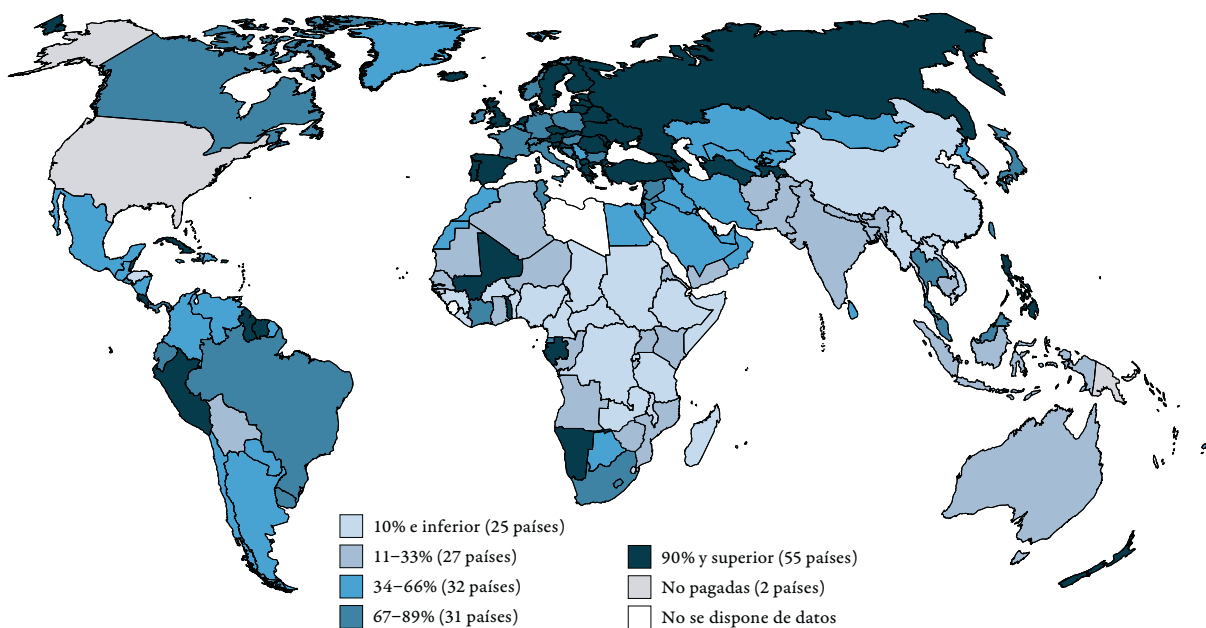 10% e inferior (25 países)
11–33% (27 países)
34–66% (32 países)
67–89% (31 países)
90% y superior (55 países)
No pagadas (2 países)
No se dispone de datos